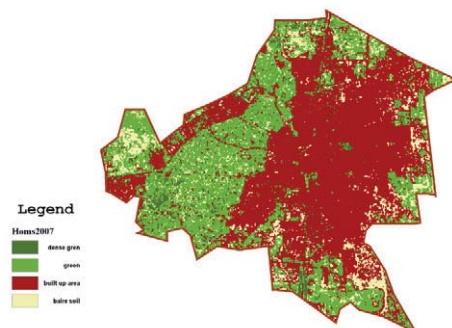 Legend
Homs2007
dense gren
green
built up area
baire soil